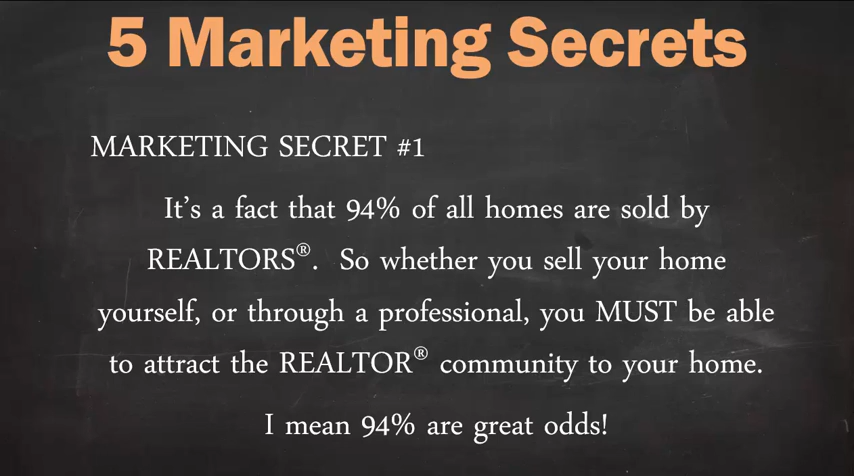 5 Marketing Secrets
MARKETING SECRET #1
It's a fact that 94% of all homes are sold by
REALTORS®.  So whether you sell your home
yourself, or through a professional, you MUST be able
to attract the REALTOR® community to your home.
I mean 94% are great odds!